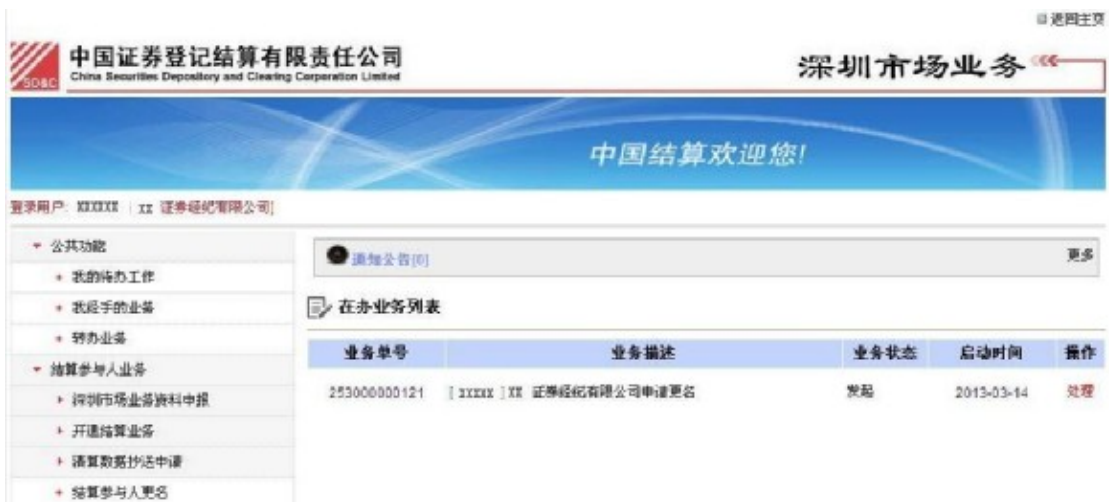 返回主页
中国证券登记结算有限责任公司
China Securities Depository and Clearing Corporation Limited
SD&C
深圳市场业务
中国结算欢迎您!
登录用户: XXXXXX | XX 证券经纪有限公司]
公共功能
我的待办工作
我经手的业务
转办业务
结算参与人业务
深圳市场业务资料申报
开通结算业务
清算数据抄送申请
结算参与人更名
通知公告[0]
更多
在办业务列表
业务单号 业务描述 业务状态 启动时间 操作
253000000121 [ XXXXX ]XX 证券经纪有限公司申请更名 发起 2013-03-14 处理